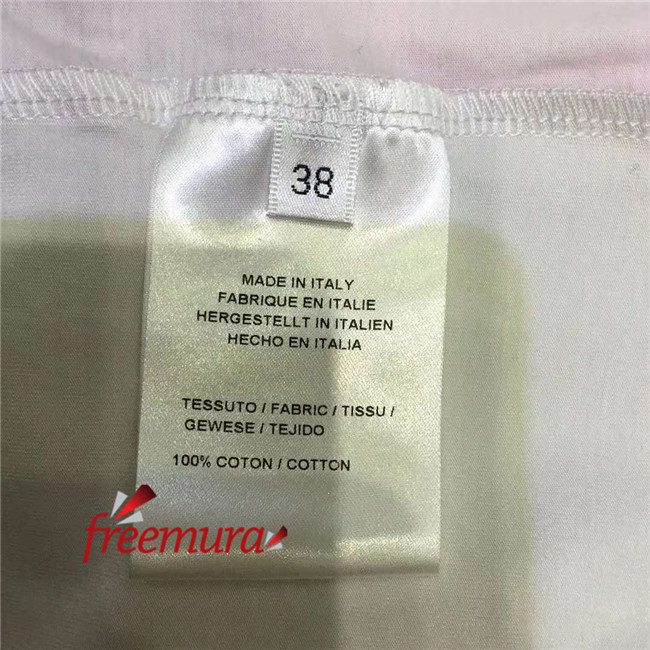 38
MADE IN ITALY
FABRIQUE EN ITALIE
HERGESTELLT IN ITALIEN
HECHO EN ITALIA
TESSUTO / FABRIC / TISSU /
GEWESE / TEJIDO
100% COTON / COTTON
freemura